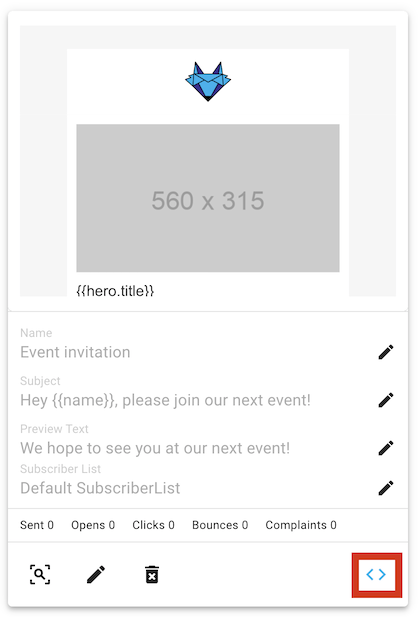 560 x 315
{{hero.title}}
Name
Event invitation
Subject
Hey {{name}}, please join our next event!
Preview Text
We hope to see you at our next event!
Subscriber List
Default SubscriberList
Sent 0 Opens 0 Clicks 0 Bounces 0 Complaints 0